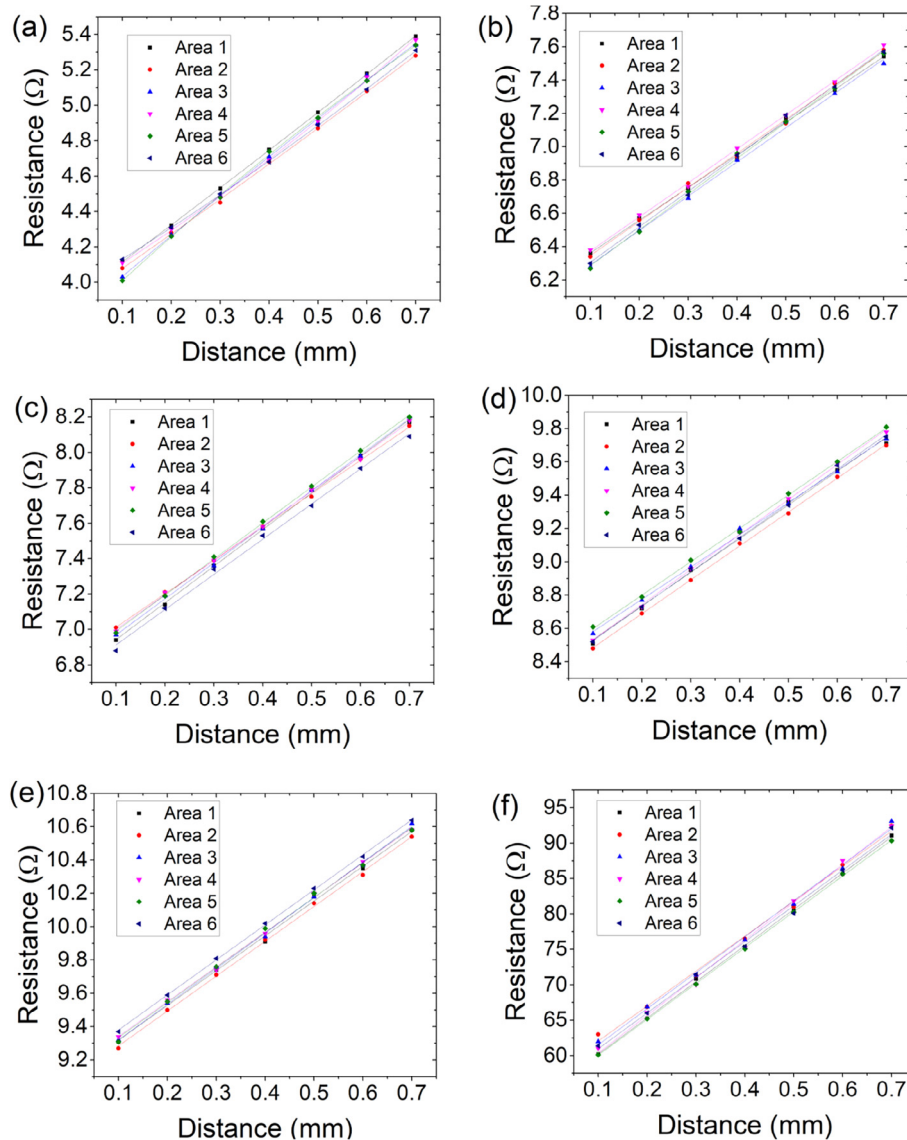 (a)
5.4
5.2
5.0
4.8
4.6
4.4
4.2
4.0
Resistance (Ω)
Area 1
Area 2
Area 3
Area 4
Area 5
Area 6
0.1 0.2 0.3 0.4 0.5 0.6 0.7
Distance (mm)
(b)
7.8
7.6
7.4
7.2
7.0
6.8
6.6
6.4
6.2
Resistance (Ω)
Area 1
Area 2
Area 3
Area 4
Area 5
Area 6
0.1 0.2 0.3 0.4 0.5 0.6 0.7
Distance (mm)
(c)
8.2
8.0
7.8
7.6
7.4
7.2
7.0
6.8
Resistance (Ω)
Area 1
Area 2
Area 3
Area 4
Area 5
Area 6
0.1 0.2 0.3 0.4 0.5 0.6 0.7
Distance (mm)
(d)
10.0
9.8
9.6
9.4
9.2
9.0
8.8
8.6
8.4
Resistance (Ω)
Area 1
Area 2
Area 3
Area 4
Area 5
Area 6
0.1 0.2 0.3 0.4 0.5 0.6 0.7
Distance (mm)
(e)
10.8
10.6
10.4
10.2
10.0
9.8
9.6
9.4
9.2
Resistance (Ω)
Area 1
Area 2
Area 3
Area 4
Area 5
Area 6
0.1 0.2 0.3 0.4 0.5 0.6 0.7
Distance (mm)
(f)
95
90
85
80
75
70
65
60
Resistance (Ω)
Area 1
Area 2
Area 3
Area 4
Area 5
Area 6
0.1 0.2 0.3 0.4 0.5 0.6 0.7
Distance (mm)